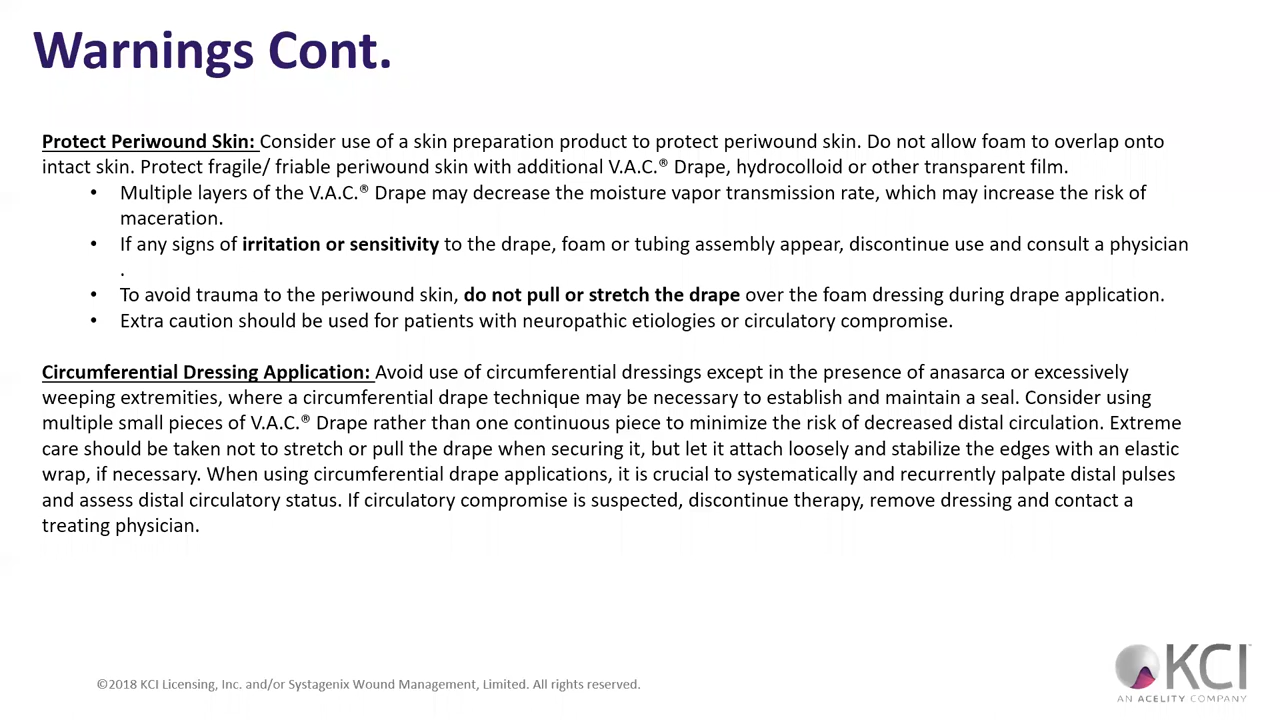 Warnings Cont.
Protect Periwound Skin: Consider use of a skin preparation product to protect periwound skin. Do not allow foam to overlap onto
intact skin. Protect fragile/ friable periwound skin with additional V.A.C.® Drape, hydrocolloid or other transparent film.
• Multiple layers of the V.A.C.® Drape may decrease the moisture vapor transmission rate, which may increase the risk of
maceration.
• If any signs of irritation or sensitivity to the drape, foam or tubing assembly appear, discontinue use and consult a physician
.
• To avoid trauma to the periwound skin, do not pull or stretch the drape over the foam dressing during drape application.
• Extra caution should be used for patients with neuropathic etiologies or circulatory compromise.
Circumferential Dressing Application: Avoid use of circumferential dressings except in the presence of anasarca or excessively
weeping extremities, where a circumferential drape technique may be necessary to establish and maintain a seal. Consider using
multiple small pieces of V.A.C.® Drape rather than one continuous piece to minimize the risk of decreased distal circulation. Extreme
care should be taken not to stretch or pull the drape when securing it, but let it attach loosely and stabilize the edges with an elastic
wrap, if necessary. When using circumferential drape applications, it is crucial to systematically and recurrently palpate distal pulses
and assess distal circulatory status. If circulatory compromise is suspected, discontinue therapy, remove dressing and contact a
treating physician.
©2018 KCI Licensing, Inc. and/or Systagenix Wound Management, Limited. All rights reserved.
KCI™
AN ACELITY COMPANY